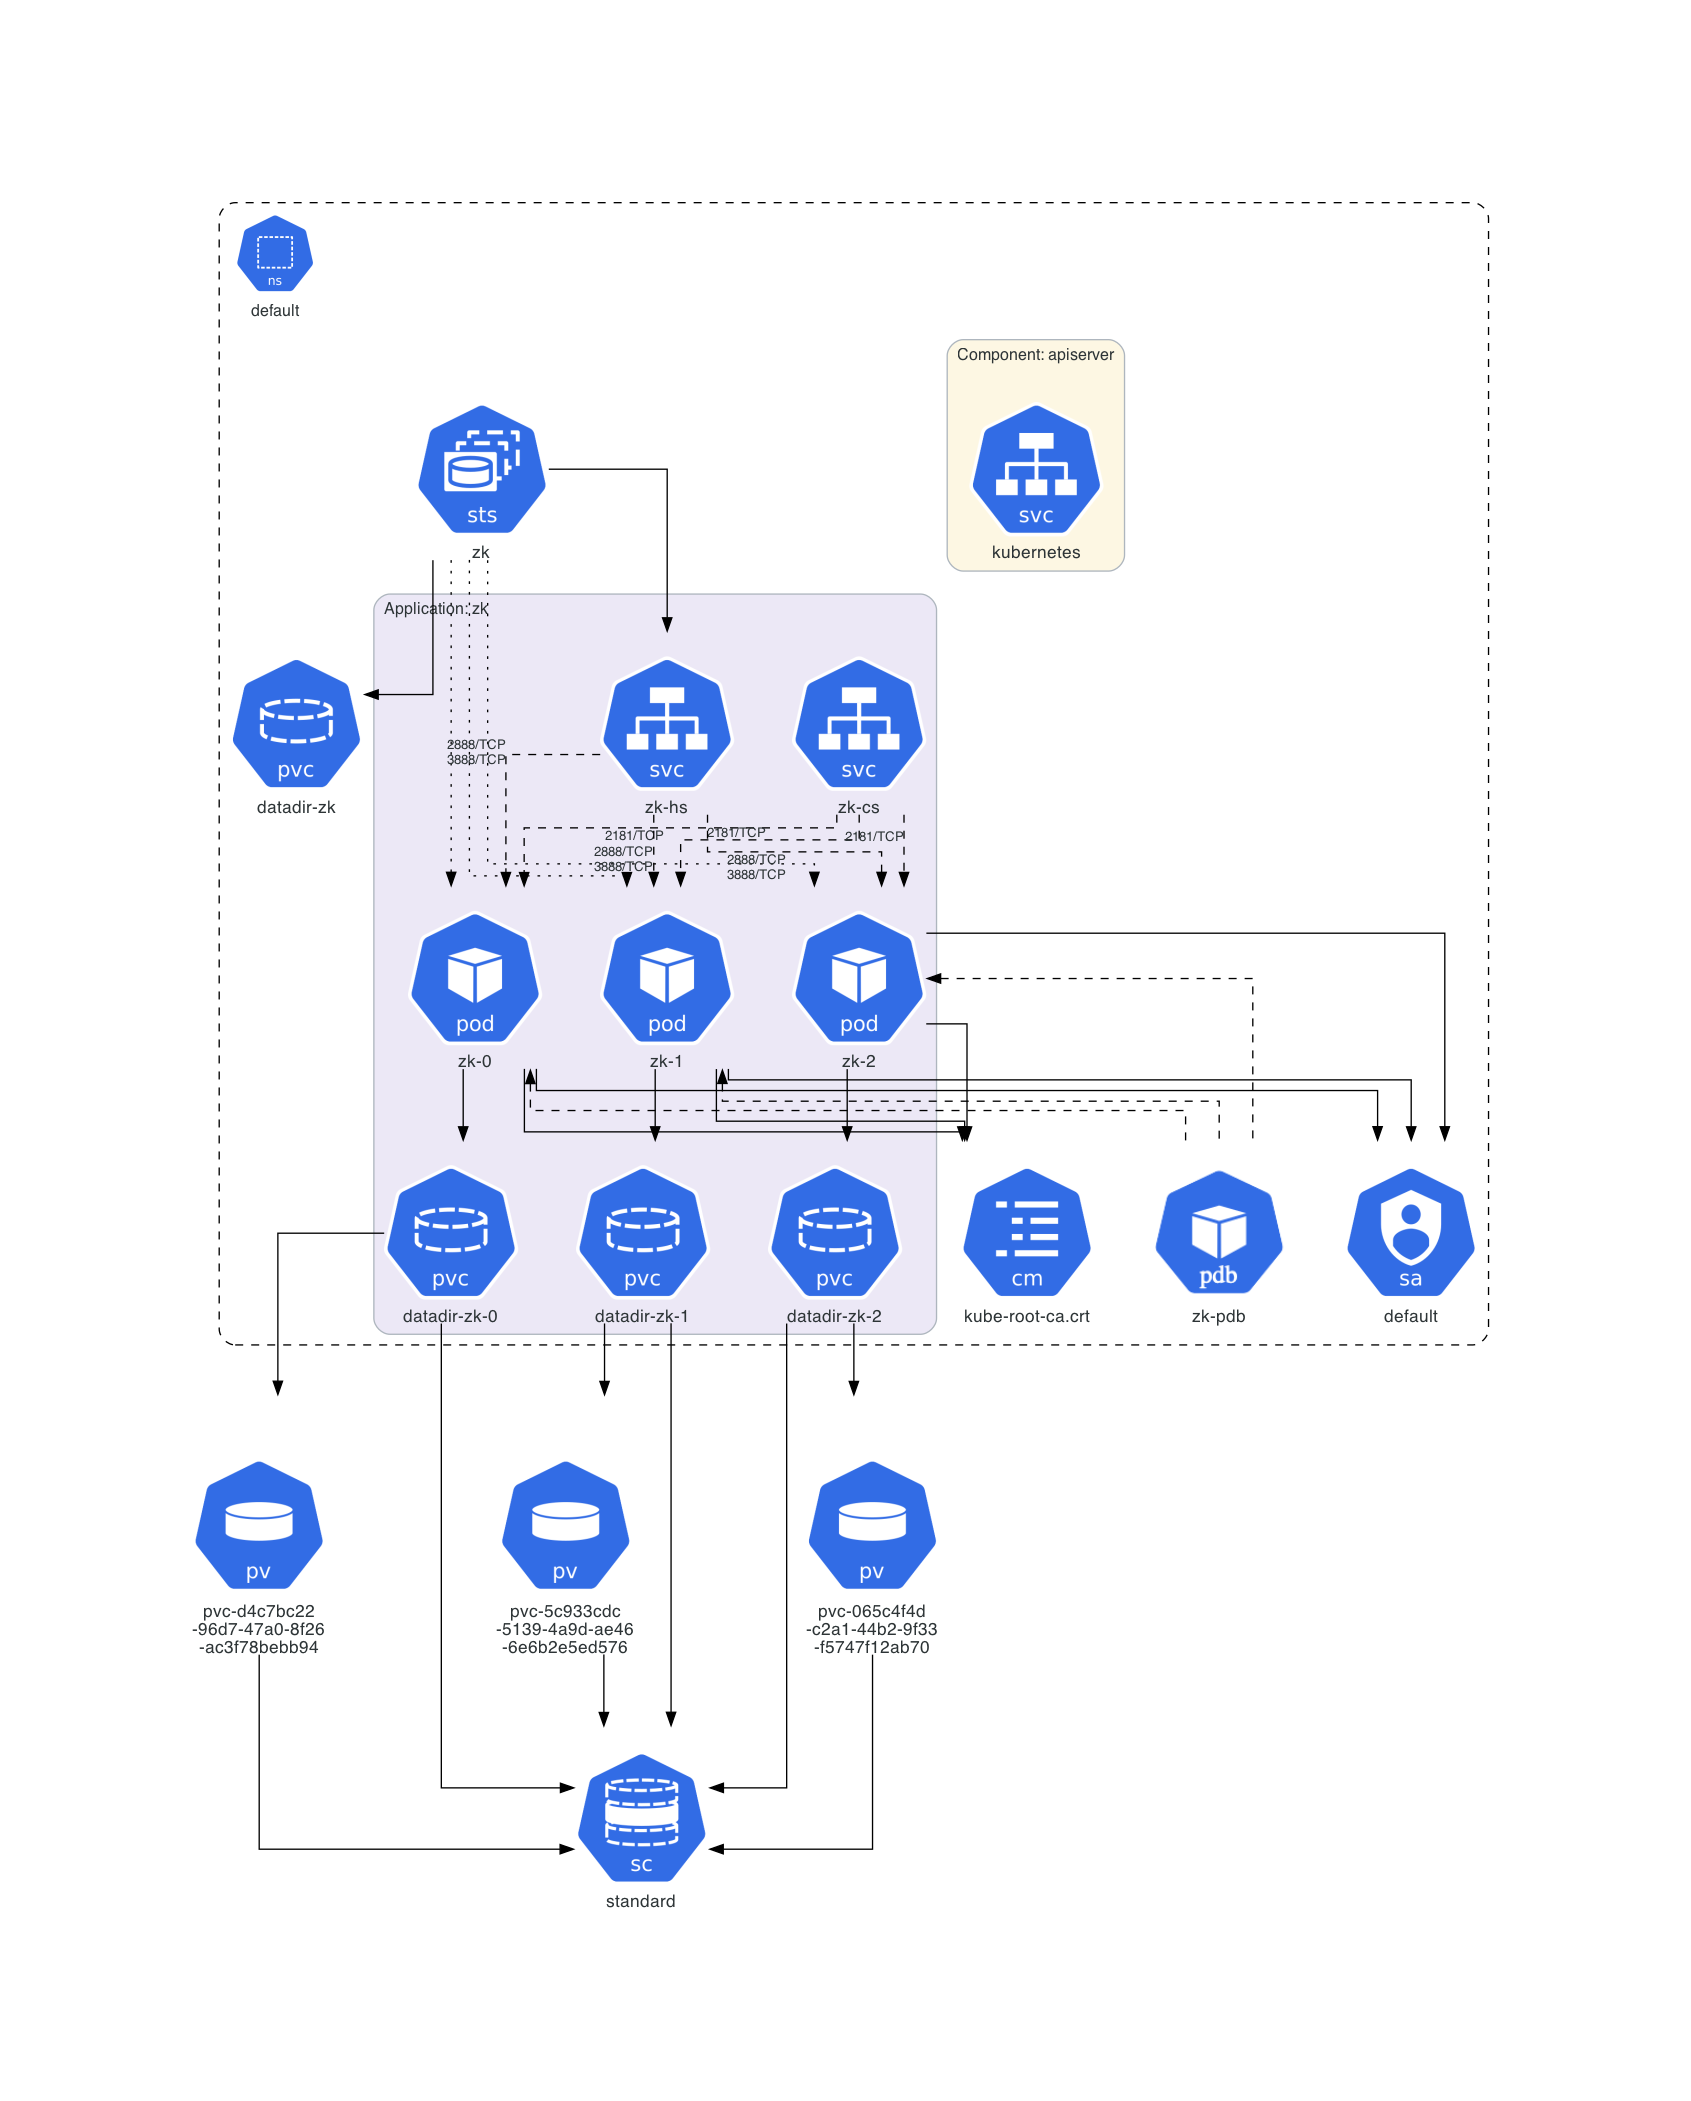 ns
default
Component: apiserver
sts
zk
svc
kubernetes
Application: zk
pvc
datadir-zk
2888/TCP
3888/TCP
svc
zk-hs
svc
zk-cs
2181/TCP
2181/TCP
2181/TCP
2888/TCP
3888/TCP
2888/TCP
3888/TCP
pod
zk-0
pod
zk-1
pod
zk-2
pvc
datadir-zk-0
pvc
datadir-zk-1
pvc
datadir-zk-2
cm
kube-root-ca.crt
pdb
zk-pdb
sa
default
pv
pvc-d4c7bc22
-96d7-47a0-8f26
-ac3f78bebb94
pv
pvc-5c933cdc
-5139-4a9d-ae46
-6e6b2e5ed576
pv
pvc-065c4f4d
-c2a1-44b2-9f33
-f5747f12ab70
sc
standard